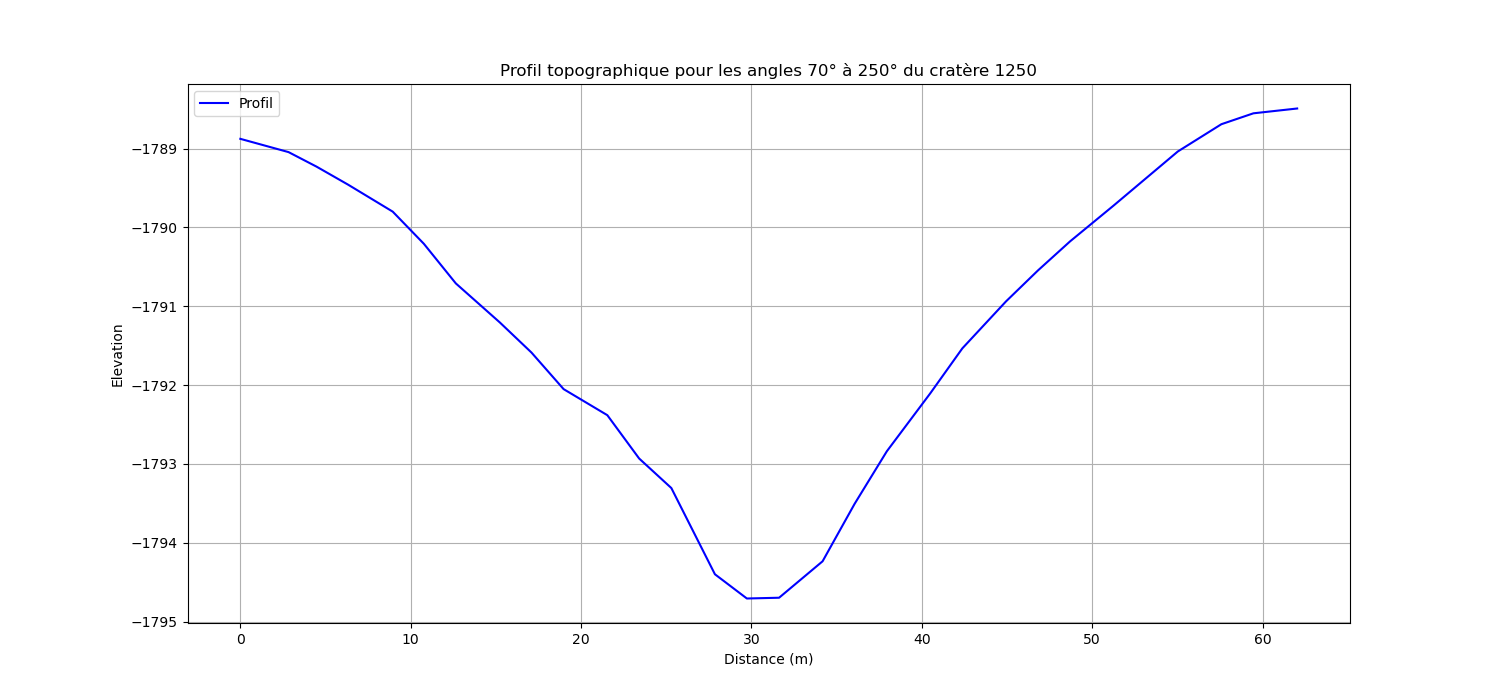 Profil topographique pour les angles 70° à 250° du cratère 1250
Profil
Elevation
−1789
−1790
−1791
−1792
−1793
−1794
−1795
0 10 20 30 40 50 60
Distance (m)